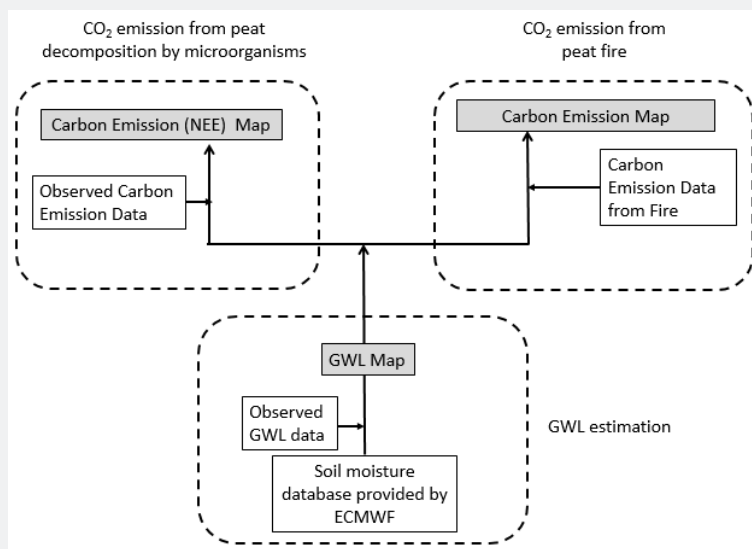 CO₂ emission from peat
decomposition by microorganisms
CO₂ emission from
peat fire
Carbon Emission (NEE) Map
Observed Carbon
Emission Data
Carbon Emission Map
Carbon
Emission Data
from Fire
GWL Map
Observed
GWL data
Soil moisture
database provided by
ECMWF
GWL estimation